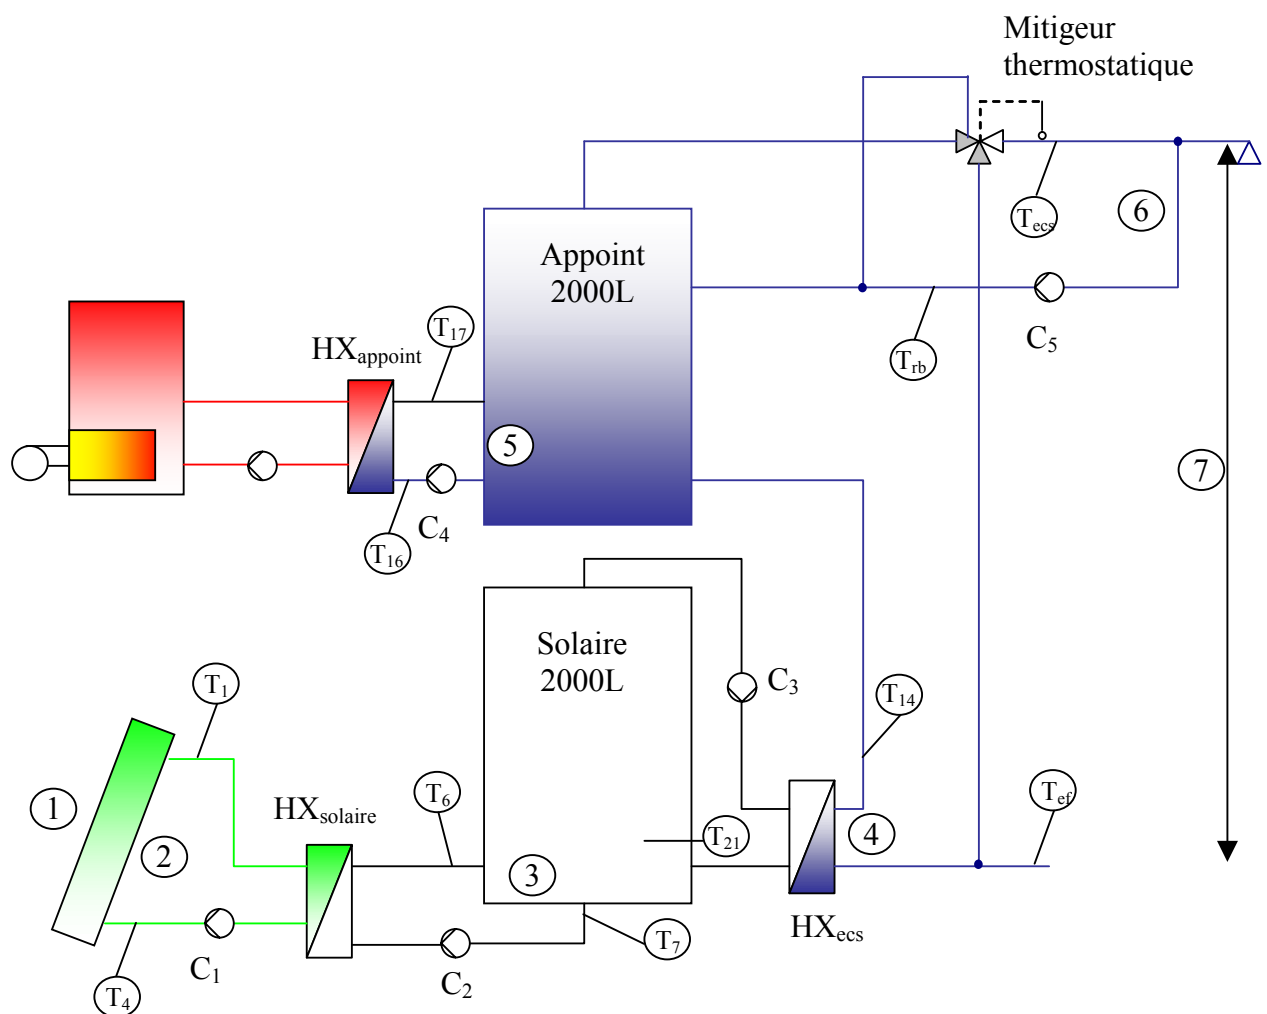 Mitigeur
thermostatique
Tecs
6
Appoint
2000L
C5
Trb
T17
HXappoint
5
7
C4
T16
Solaire
2000L
C3
T1
T14
T6
Tef
1
HXsolaire
T21
4
2
3
HXecs
T7
C1
C2
T4